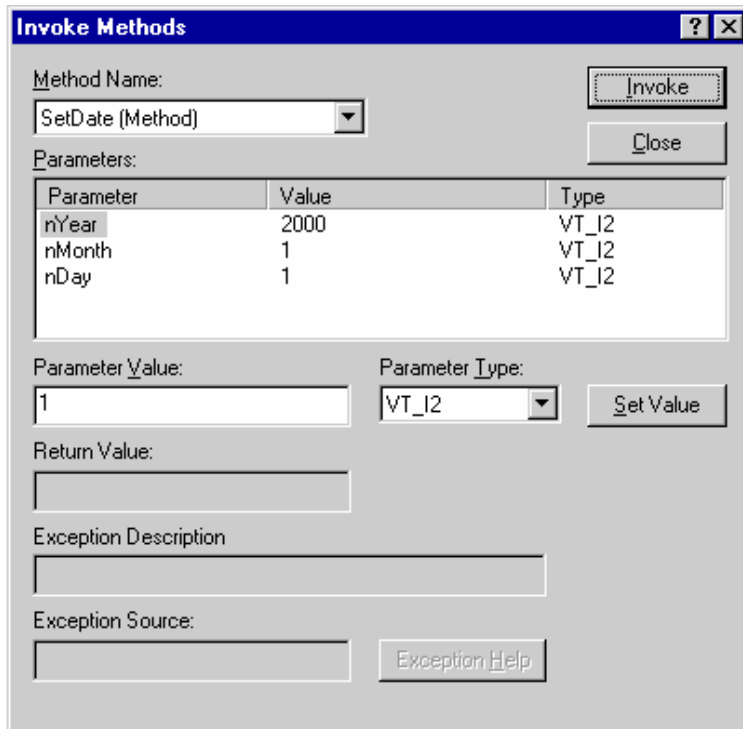 Invoke Methods
Method Name:
Invoke
SetDate (Method)
Close
Parameters:
Parameter Value Type
nYear 2000 VT_I2
nMonth 1 VT_I2
nDay 1 VT_I2
Parameter Value: Parameter Type:
1 VT_I2 Set Value
Return Value:
Exception Description
Exception Source:
Exception Help